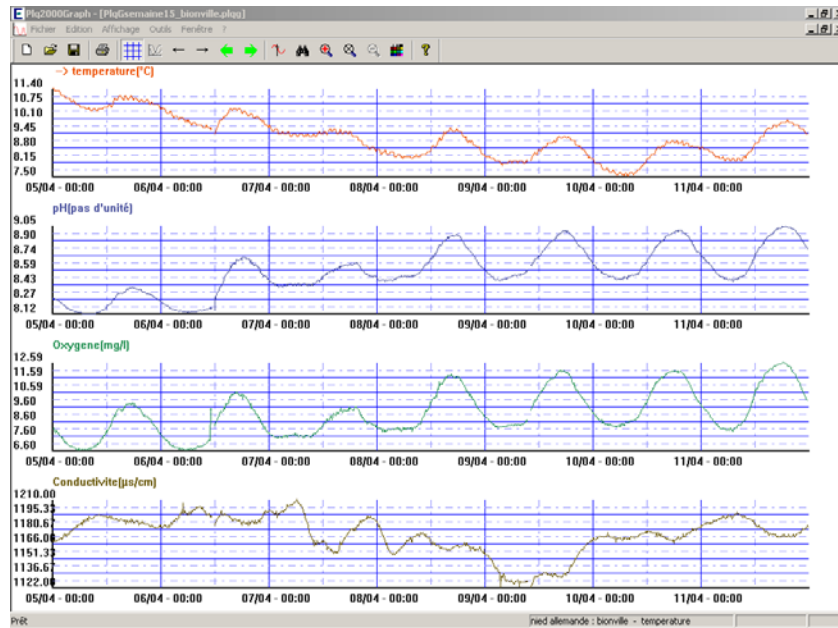 Plq2000Graph - [PlqGsemaine15_bionville.plqg]
Fichier Edition Affichage Outils Fenêtre ?
--> temperature(°C)
11.40
10.75
10.10
9.45
8.80
8.15
7.50
05/04 - 00:00 06/04 - 00:00 07/04 - 00:00 08/04 - 00:00 09/04 - 00:00 10/04 - 00:00 11/04 - 00:00
pH(pas d'unité)
9.05
8.90
8.74
8.59
8.43
8.27
8.12
05/04 - 00:00 06/04 - 00:00 07/04 - 00:00 08/04 - 00:00 09/04 - 00:00 10/04 - 00:00 11/04 - 00:00
Oxygene(mg/l)
12.59
11.59
10.59
9.60
8.60
7.60
6.60
05/04 - 00:00 06/04 - 00:00 07/04 - 00:00 08/04 - 00:00 09/04 - 00:00 10/04 - 00:00 11/04 - 00:00
Conductivite(µs/cm)
1210.00
1195.33
1180.67
1166.00
1151.33
1136.67
1122.00
05/04 - 00:00 06/04 - 00:00 07/04 - 00:00 08/04 - 00:00 09/04 - 00:00 10/04 - 00:00 11/04 - 00:00
Prêt nied allemande : bionville - temperature